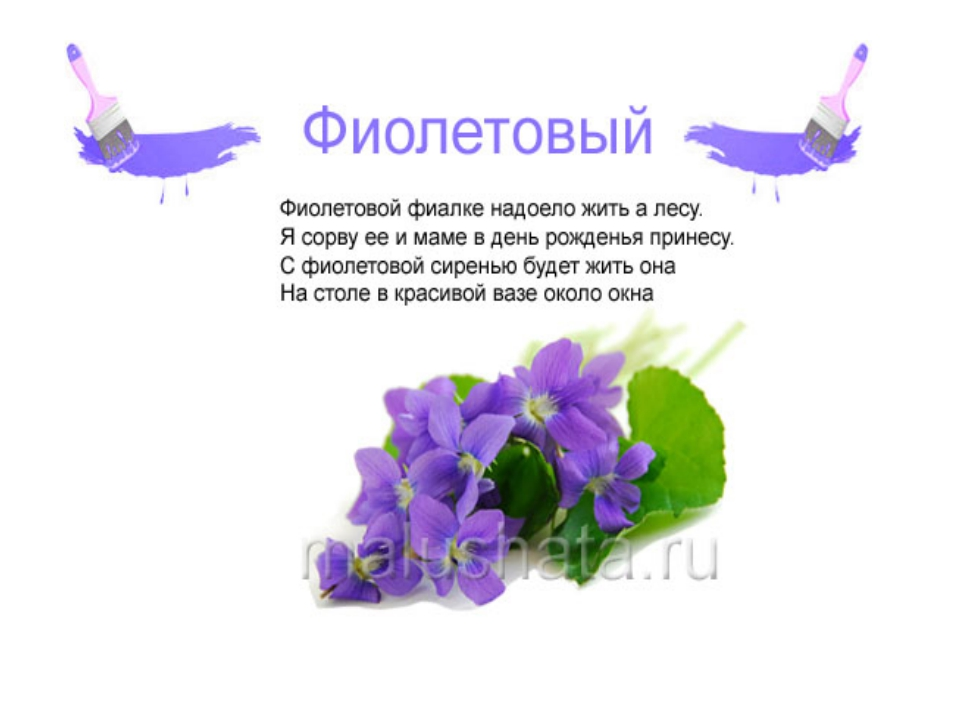 Фиолетовый
Фиолетовой фиалке надоело жить а лесу.
Я сорву ее и маме в день рожденья принесу.
С фиолетовой сиренью будет жить она
На столе в красивой вазе около окна
malushata.ru